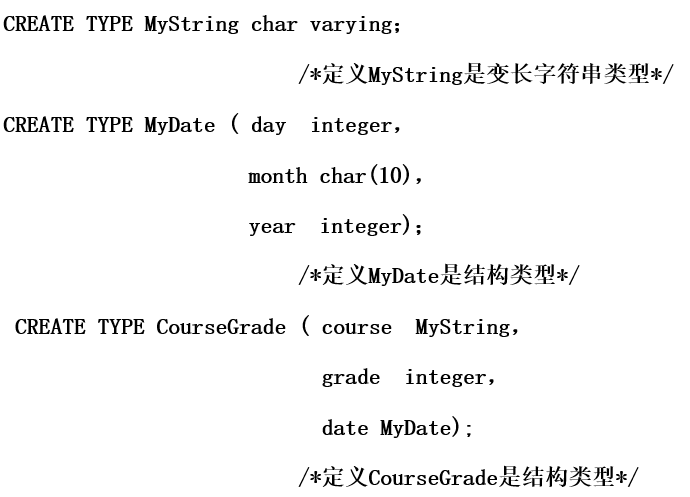 CREATE TYPE MyString char varying;
/*定义MyString是变长字符串类型*/
CREATE TYPE MyDate ( day integer,
month char(10),
year integer);
/*定义MyDate是结构类型*/
CREATE TYPE CourseGrade ( course MyString,
grade integer,
date MyDate);
/*定义CourseGrade是结构类型*/